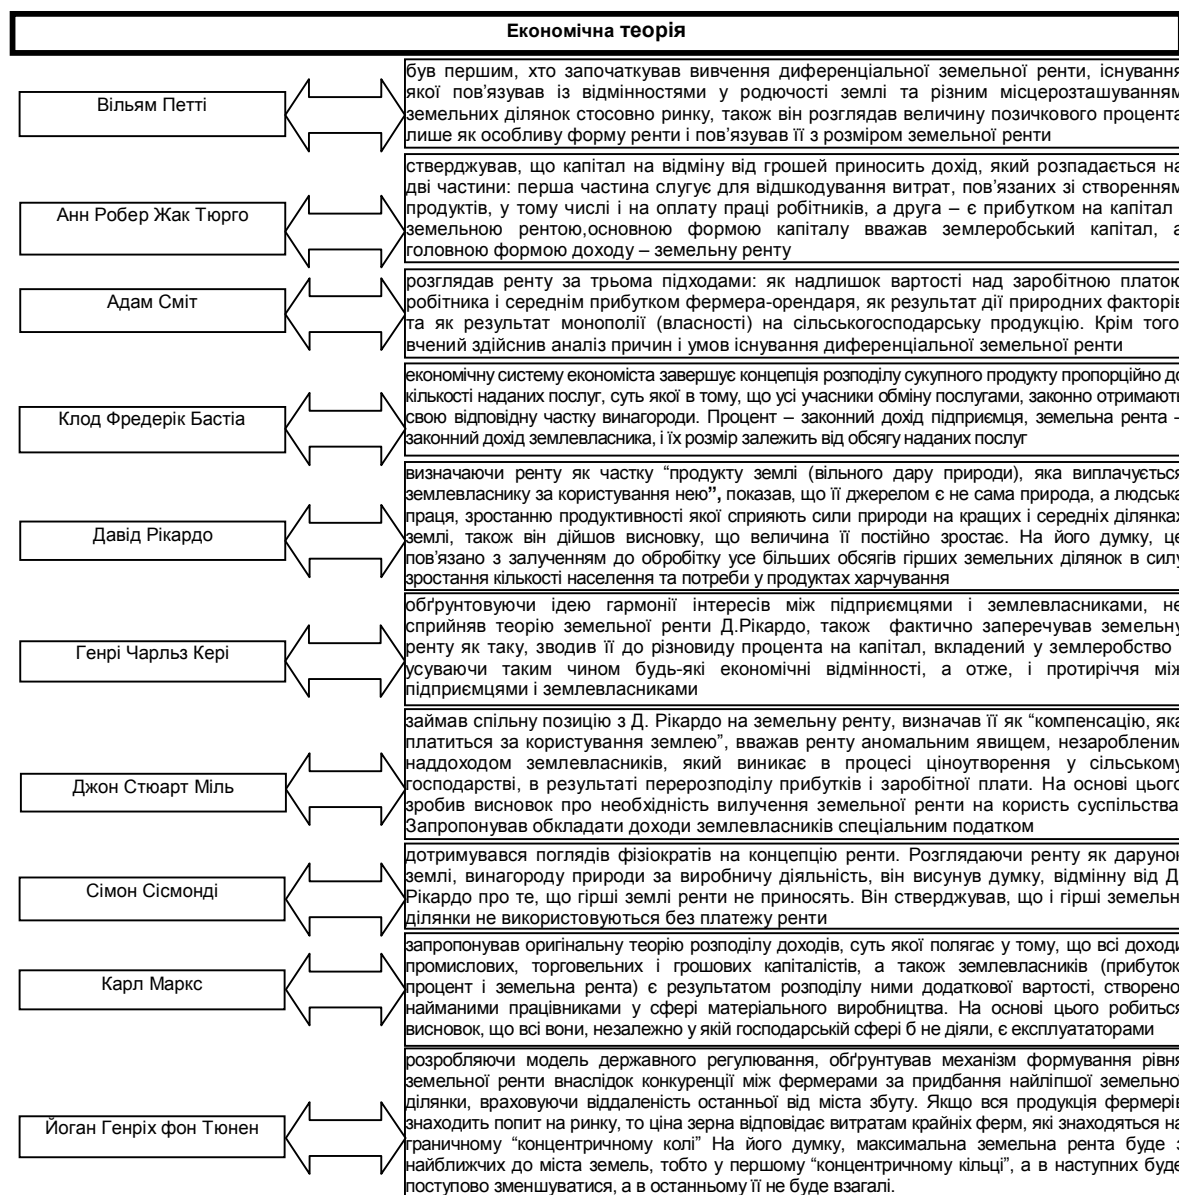 Економічна теорія
Вільям Петті
був першим, хто започаткував вивчення диференціальної земельної ренти, існування
якої пов’язував із відмінностями у родючості землі та різним місцерозташуванням
земельних ділянок стосовно ринку, також він розглядав величину позичкового процента
лише як особливу форму ренти і пов’язував її з розміром земельної ренти
Анн Робер Жак Тюрго
стверджував, що капітал на відміну від грошей приносить дохід, який розпадається на
дві частини: перша частина слугує для відшкодування витрат, пов’язаних зі створенням
продуктів, у тому числі і на оплату праці робітників, а друга – є прибутком на капітал
земельною рентою,основною формою капіталу вважав землеробський капітал, а
головною формою доходу – земельну ренту
Адам Сміт
розглядав ренту за трьома підходами: як надлишок вартості над заробітною платою
робітника і середнім прибутком фермера-орендаря, як результат дії природних факторів
та як результат монополії (власності) на сільськогосподарську продукцію. Крім того
вчений здійснив аналіз причин і умов існування диференціальної земельної ренти
Клод Фредерік Бастіа
економічну систему економіста завершує концепція розподілу сукупного продукту пропорційно до
кількості наданих послуг, суть якої в тому, що усі учасники обміну послугами, законно отримають
свою відповідну частку винагороди. Процент – законний дохід підприємця, земельна рента –
законний дохід землевласника, і їх розмір залежить від обсягу наданих послуг
Давід Рікардо
визначаючи ренту як частку “продукту землі (вільного дару природи), яка виплачується
землевласнику за користування нею”, показав, що її джерелом є не сама природа, а людська
праця, зростанню продуктивності якої сприяють сили природи на кращих і середніх ділянках
землі, також він дійшов висновку, що величина її постійно зростає. На його думку, це
пов’язано з залученням до обробітку усе більших обсягів гірших земельних ділянок в силу
зростання кількості населення та потреби у продуктах харчування
Генрі Чарльз Кері
обґрунтовуючи ідею гармонії інтересів між підприємцями і землевласниками, не
сприйняв теорію земельної ренти Д.Рікардо, також фактично заперечував земельну
ренту як таку, зводив її до різновиду процента на капітал, вкладений у землеробство
усуваючи таким чином будь-які економічні відмінності, а отже, і протиріччя між
підприємцями і землевласниками
Джон Стюарт Міль
займав спільну позицію з Д. Рікардо на земельну ренту, визначав її як “компенсацію, яка
платиться за користування землею”, вважав ренту аномальним явищем, незаробленим
наддоходом землевласників, який виникає в процесі ціноутворення у сільському
господарстві, в результаті перерозподілу прибутків і заробітної плати. На основі цього
зробив висновок про необхідність вилучення земельної ренти на користь суспільства
Запропонував обкладати доходи землевласників спеціальним податком
Сімон Сісмонді
дотримувався поглядів фізіократів на концепцію ренти. Розглядаючи ренту як дарунок
землі, винагороду природи за виробничу діяльність, він висунув думку, відмінну від Д
Рікардо про те, що гірші землі ренти не приносять. Він стверджував, що і гірші земельн
ділянки не використовуються без платежу ренти
Карл Маркс
запропонував оригінальну теорію розподілу доходів, суть якої полягає у тому, що всі доходи
промислових, торговельних і грошових капіталістів, а також землевласників (прибуток
процент і земельна рента) є результатом розподілу ними додаткової вартості, створено
найманими працівниками у сфері матеріального виробництва. На основі цього робиться
висновок, що всі вони, незалежно у якій господарській сфері б не діяли, є експлуататорами
Йоган Генріх фон Тюнен
розробляючи модель державного регулювання, обґрунтував механізм формування рівня
земельної ренти внаслідок конкуренції між фермерами за придбання найліпшої земельно
ділянки, враховуючи віддаленість останньої від міста збуту. Якщо вся продукція фермерів
знаходить попит на ринку, то ціна зерна відповідає витратам крайніх ферм, які знаходяться на
граничному “концентричному колі” На його думку, максимальна земельна рента буде з
найближчих до міста земель, тобто у першому “концентричному кільці”, а в наступних буде
поступово зменшуватися, а в останньому її не буде взагалі.